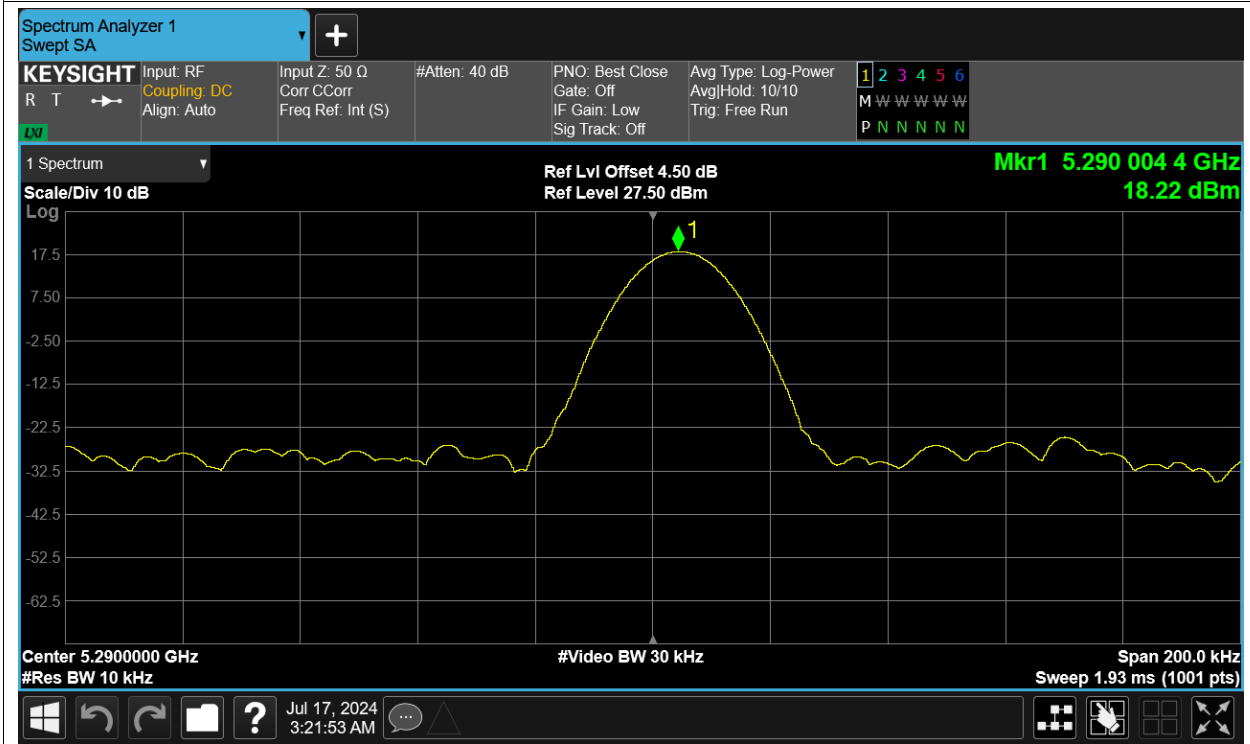 Spectrum Analyzer 1
Swept SA
+
KEYSIGHT
R T
LXI
Input: RF
Coupling: DC
Align: Auto
Input Z: 50 Ω
Corr CCorr
Freq Ref: Int (S)
#Atten: 40 dB
PNO: Best Close
Gate: Off
IF Gain: Low
Sig Track: Off
Avg Type: Log-Power
Avg|Hold: 10/10
Trig: Free Run
1 2 3 4 5 6
M W W W W W
P N N N N N
1 Spectrum
Scale/Div 10 dB
Log
Ref Lvl Offset 4.50 dB
Ref Level 27.50 dBm
Mkr1 5.290 004 4 GHz
18.22 dBm
1
17.5
7.50
-2.50
-12.5
-22.5
-32.5
-42.5
-52.5
-62.5
Center 5.2900000 GHz
#Res BW 10 kHz
#Video BW 30 kHz
Span 200.0 kHz
Sweep 1.93 ms (1001 pts)
?
Jul 17, 2024
3:21:53 AM